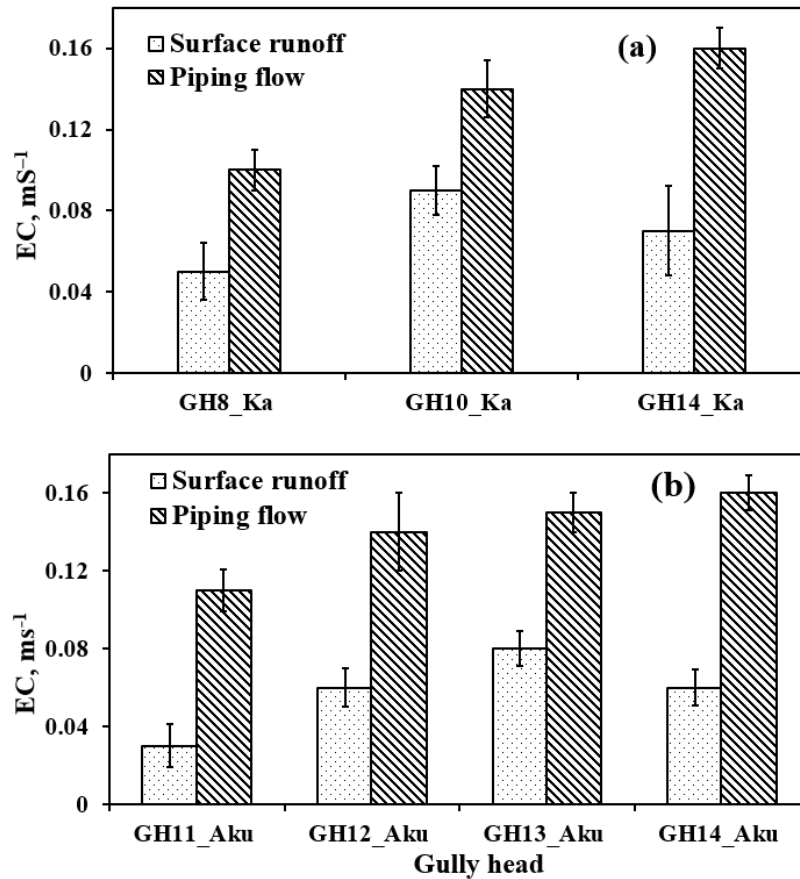 Surface runoff
Piping flow
(a)
0.16
0.12
0.08
0.04
0
EC, mS⁻¹
GH8_Ka GH10_Ka GH14_Ka
Surface runoff
Piping flow
(b)
0.16
0.12
0.08
0.04
0
EC, ms⁻¹
GH11_Aku GH12_Aku GH13_Aku GH14_Aku
Gully head